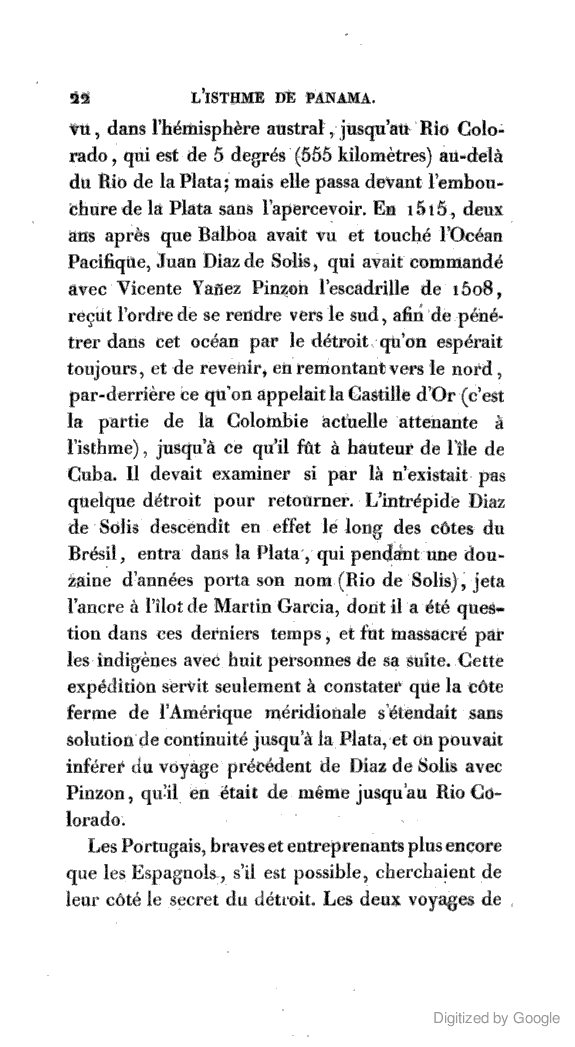 22 L'ISTHME DE PANAMA.
vu, dans l'hémisphère austral, jusqu'au Rio Colo-
rado, qui est de 5 degrés (555 kilomètres) au-delà
du Rio de la Plata; mais elle passa devant l'embou-
chure de la Plata sans l'apercevoir. En 1515, deux
ans après que Balboa avait vu et touché l'Océan
Pacifique, Juan Diaz de Solis, qui avait commandé
avec Vicente Yañez Pinzon l'escadrille de 1508,
reçut l'ordre de se rendre vers le sud, afin de péné-
trer dans cet océan par le détroit qu'on espérait
toujours, et de revenir, en remontant vers le nord,
par-derrière ce qu'on appelait la Castille d'Or (c'est
la partie de la Colombie actuelle attenante à
l'isthme), jusqu'à ce qu'il fût à hauteur de l'île de
Cuba. Il devait examiner si par là n'existait pas
quelque détroit pour retourner. L'intrépide Diaz
de Solis descendit en effet le long des côtes du
Brésil, entra dans la Plata, qui pendant une dou-
zaine d'années porta son nom (Rio de Solis), jeta
l'ancre à l'îlot de Martin Garcia, dont il a été ques-
tion dans ces derniers temps, et fut massacré par
les indigènes avec huit personnes de sa suite. Cette
expédition servit seulement à constater que la côte
ferme de l'Amérique méridionale s'étendait sans
solution de continuité jusqu'à la Plata, et on pouvait
inférer du voyage précédent de Diaz de Solis avec
Pinzon, qu'il en était de même jusqu'au Rio Co-
lorado.
Les Portugais, braves et entreprenants plus encore
que les Espagnols, s'il est possible, cherchaient de
leur côté le secret du détroit. Les deux voyages de
Digitized by Google